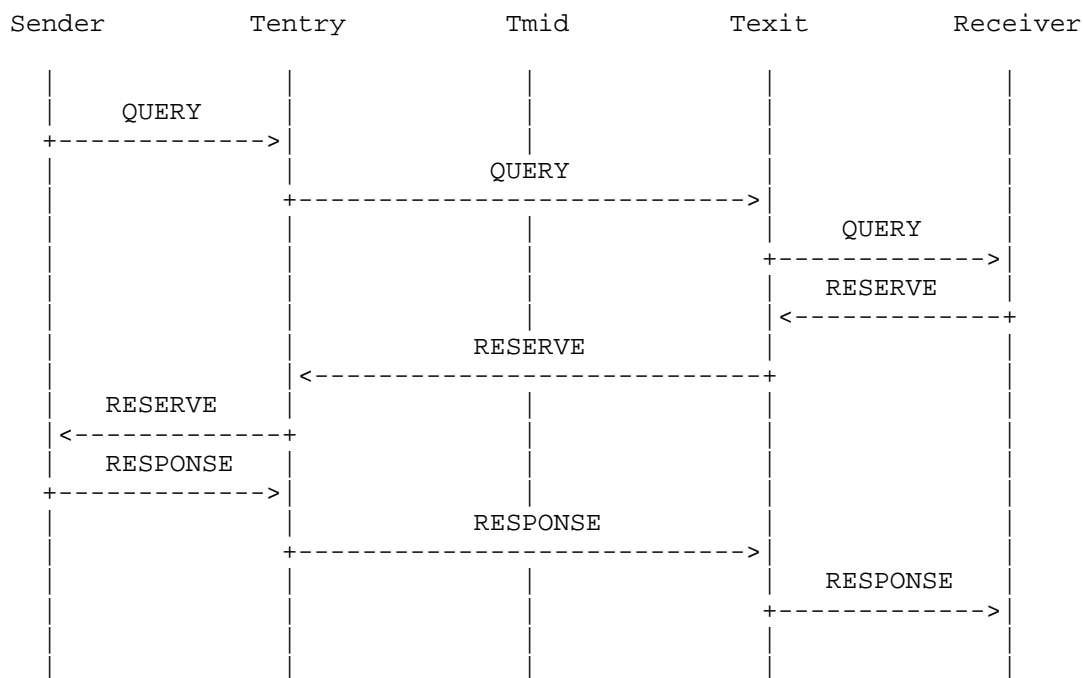 Sender Tentry Tmid Texit Receiver
QUERY
QUERY
QUERY
RESERVE
RESERVE
RESERVE
RESPONSE
RESPONSE
RESPONSE